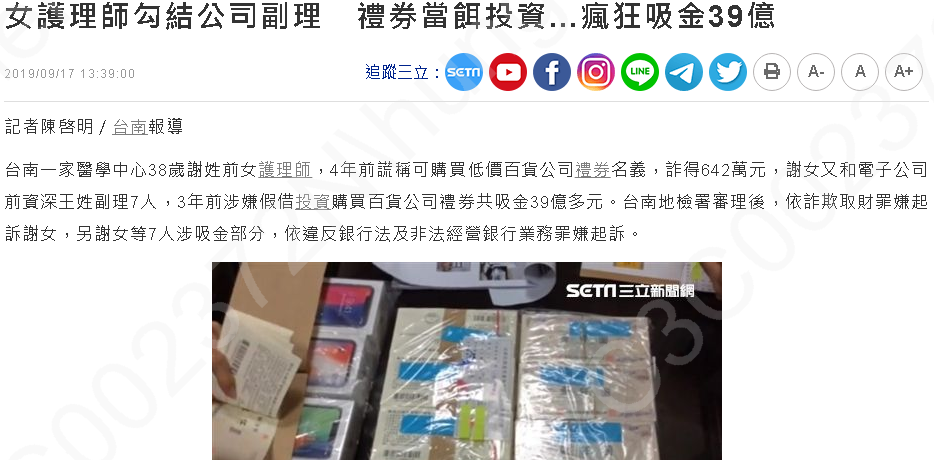 女護理師勾結公司副理　禮券當餌投資...瘋狂吸金39億
2019/09/17 13:39:00
追蹤三立：
SETN
LINE
A-
A
A+
記者陳啓明／台南報導
台南一家醫學中心38歲謝姓前女護理師，4年前謊稱可購買低價百貨公司禮券名義，詐得642萬元，謝女又和電子公司
前資深王姓副理7人，3年前涉嫌假借投資購買百貨公司禮券共吸金39億多元。台南地檢署審理後，依詐欺取財罪嫌起
訴謝女，另謝女等7人涉吸金部分，依違反銀行法及非法經營銀行業務罪嫌起訴。
SETN三立新聞網